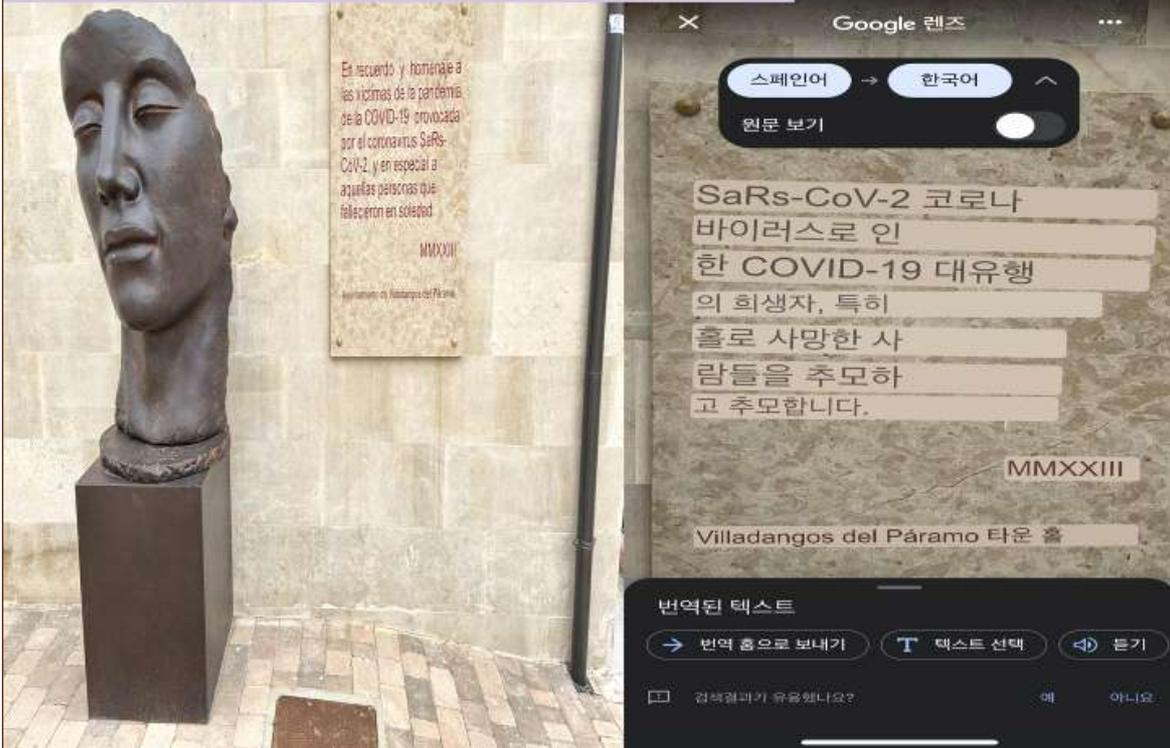 En recuerdo y homenaje a
las víctimas de la pandemia
de la COVID-19 provocada
por el coronavirus SaRs-
CoV-2, y en especial a
aquellas personas que
fallecieron en soledad
MMXXIII
Ayuntamiento de Villadangos del Páramo
Google 렌즈
스페인어 → 한국어
원문 보기
SaRs-CoV-2 코로나
바이러스로 인
한 COVID-19 대유행
의 희생자, 특히
홀로 사망한 사
람들을 추모하
고 추모합니다.
MMXXIII
Villadangos del Páramo 타운 홀
번역된 텍스트
번역 홈으로 보내기
텍스트 선택
듣기
검색결과가 유용했나요?
예
아니요